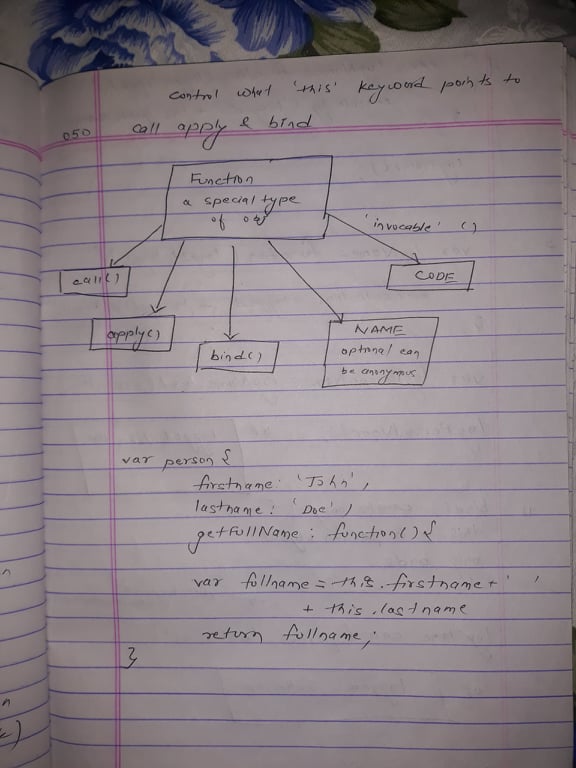 control what 'this' keyword points to
050 call apply & bind
Function
a special type
of obj
'invocable' ()
call()
CODE
apply()
NAME
bind()
optional can
be anonymous
var person {
firstname: 'John',
lastname: 'Doe',
getFullName: function() {
var fullname = this.firstname + ' '
+ this.lastname
return fullname;
}